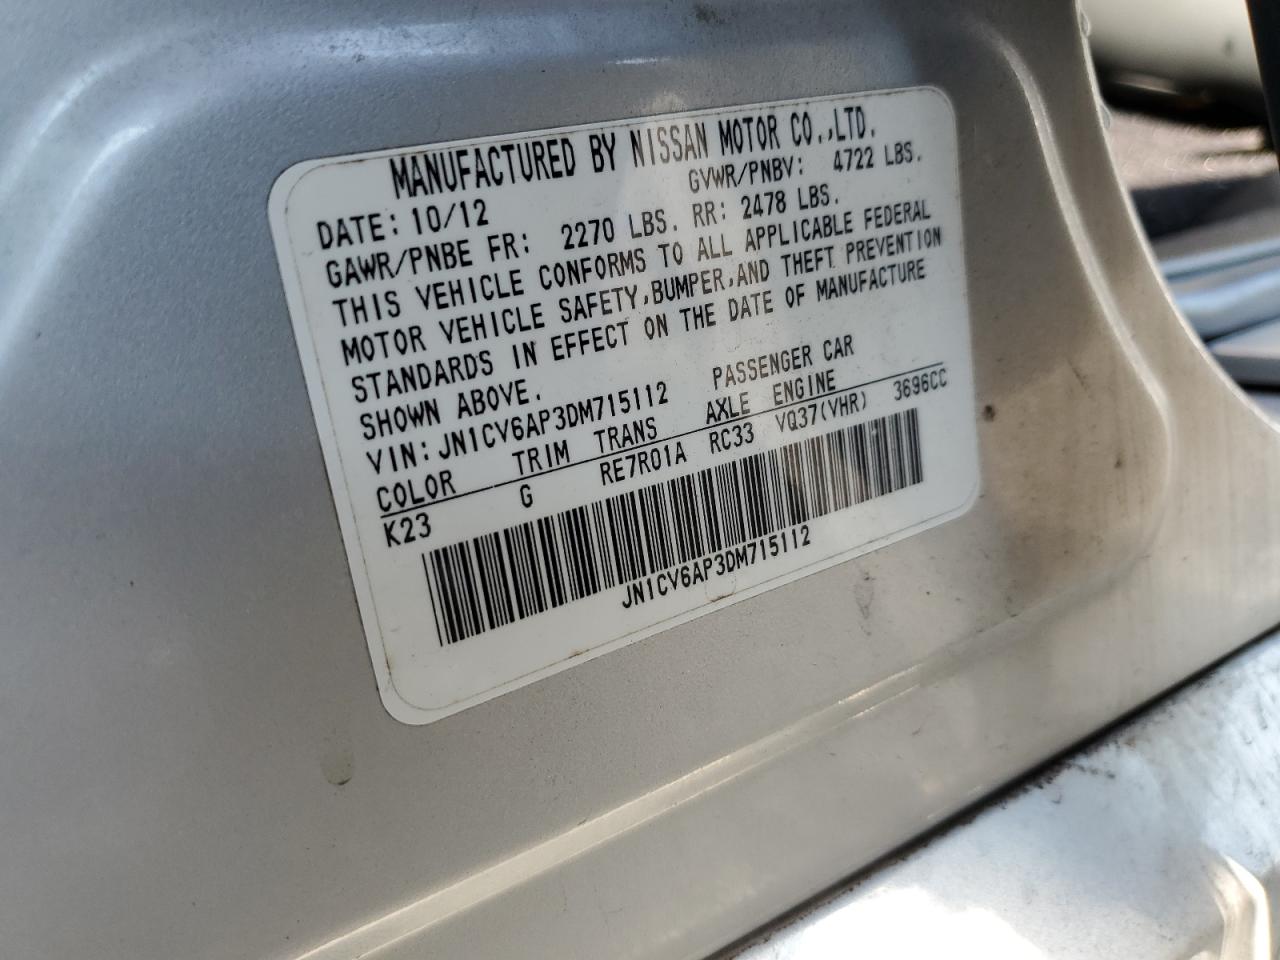 MANUFACTURED BY NISSAN MOTOR CO.,LTD.
DATE: 10/12 GVWR/PNBV: 4722 LBS.
GAWR/PNBE FR: 2270 LBS. RR: 2478 LBS.
THIS VEHICLE CONFORMS TO ALL APPLICABLE FEDERAL
MOTOR VEHICLE SAFETY,BUMPER,AND THEFT PREVENTION
STANDARDS IN EFFECT ON THE DATE OF MANUFACTURE
SHOWN ABOVE.
VIN: JN1CV6AP3DM715112 PASSENGER CAR
COLOR TRIM TRANS AXLE ENGINE
K23 G RE7R01A RC33 VQ37(VHR) 3696CC
JN1CV6AP3DM715112